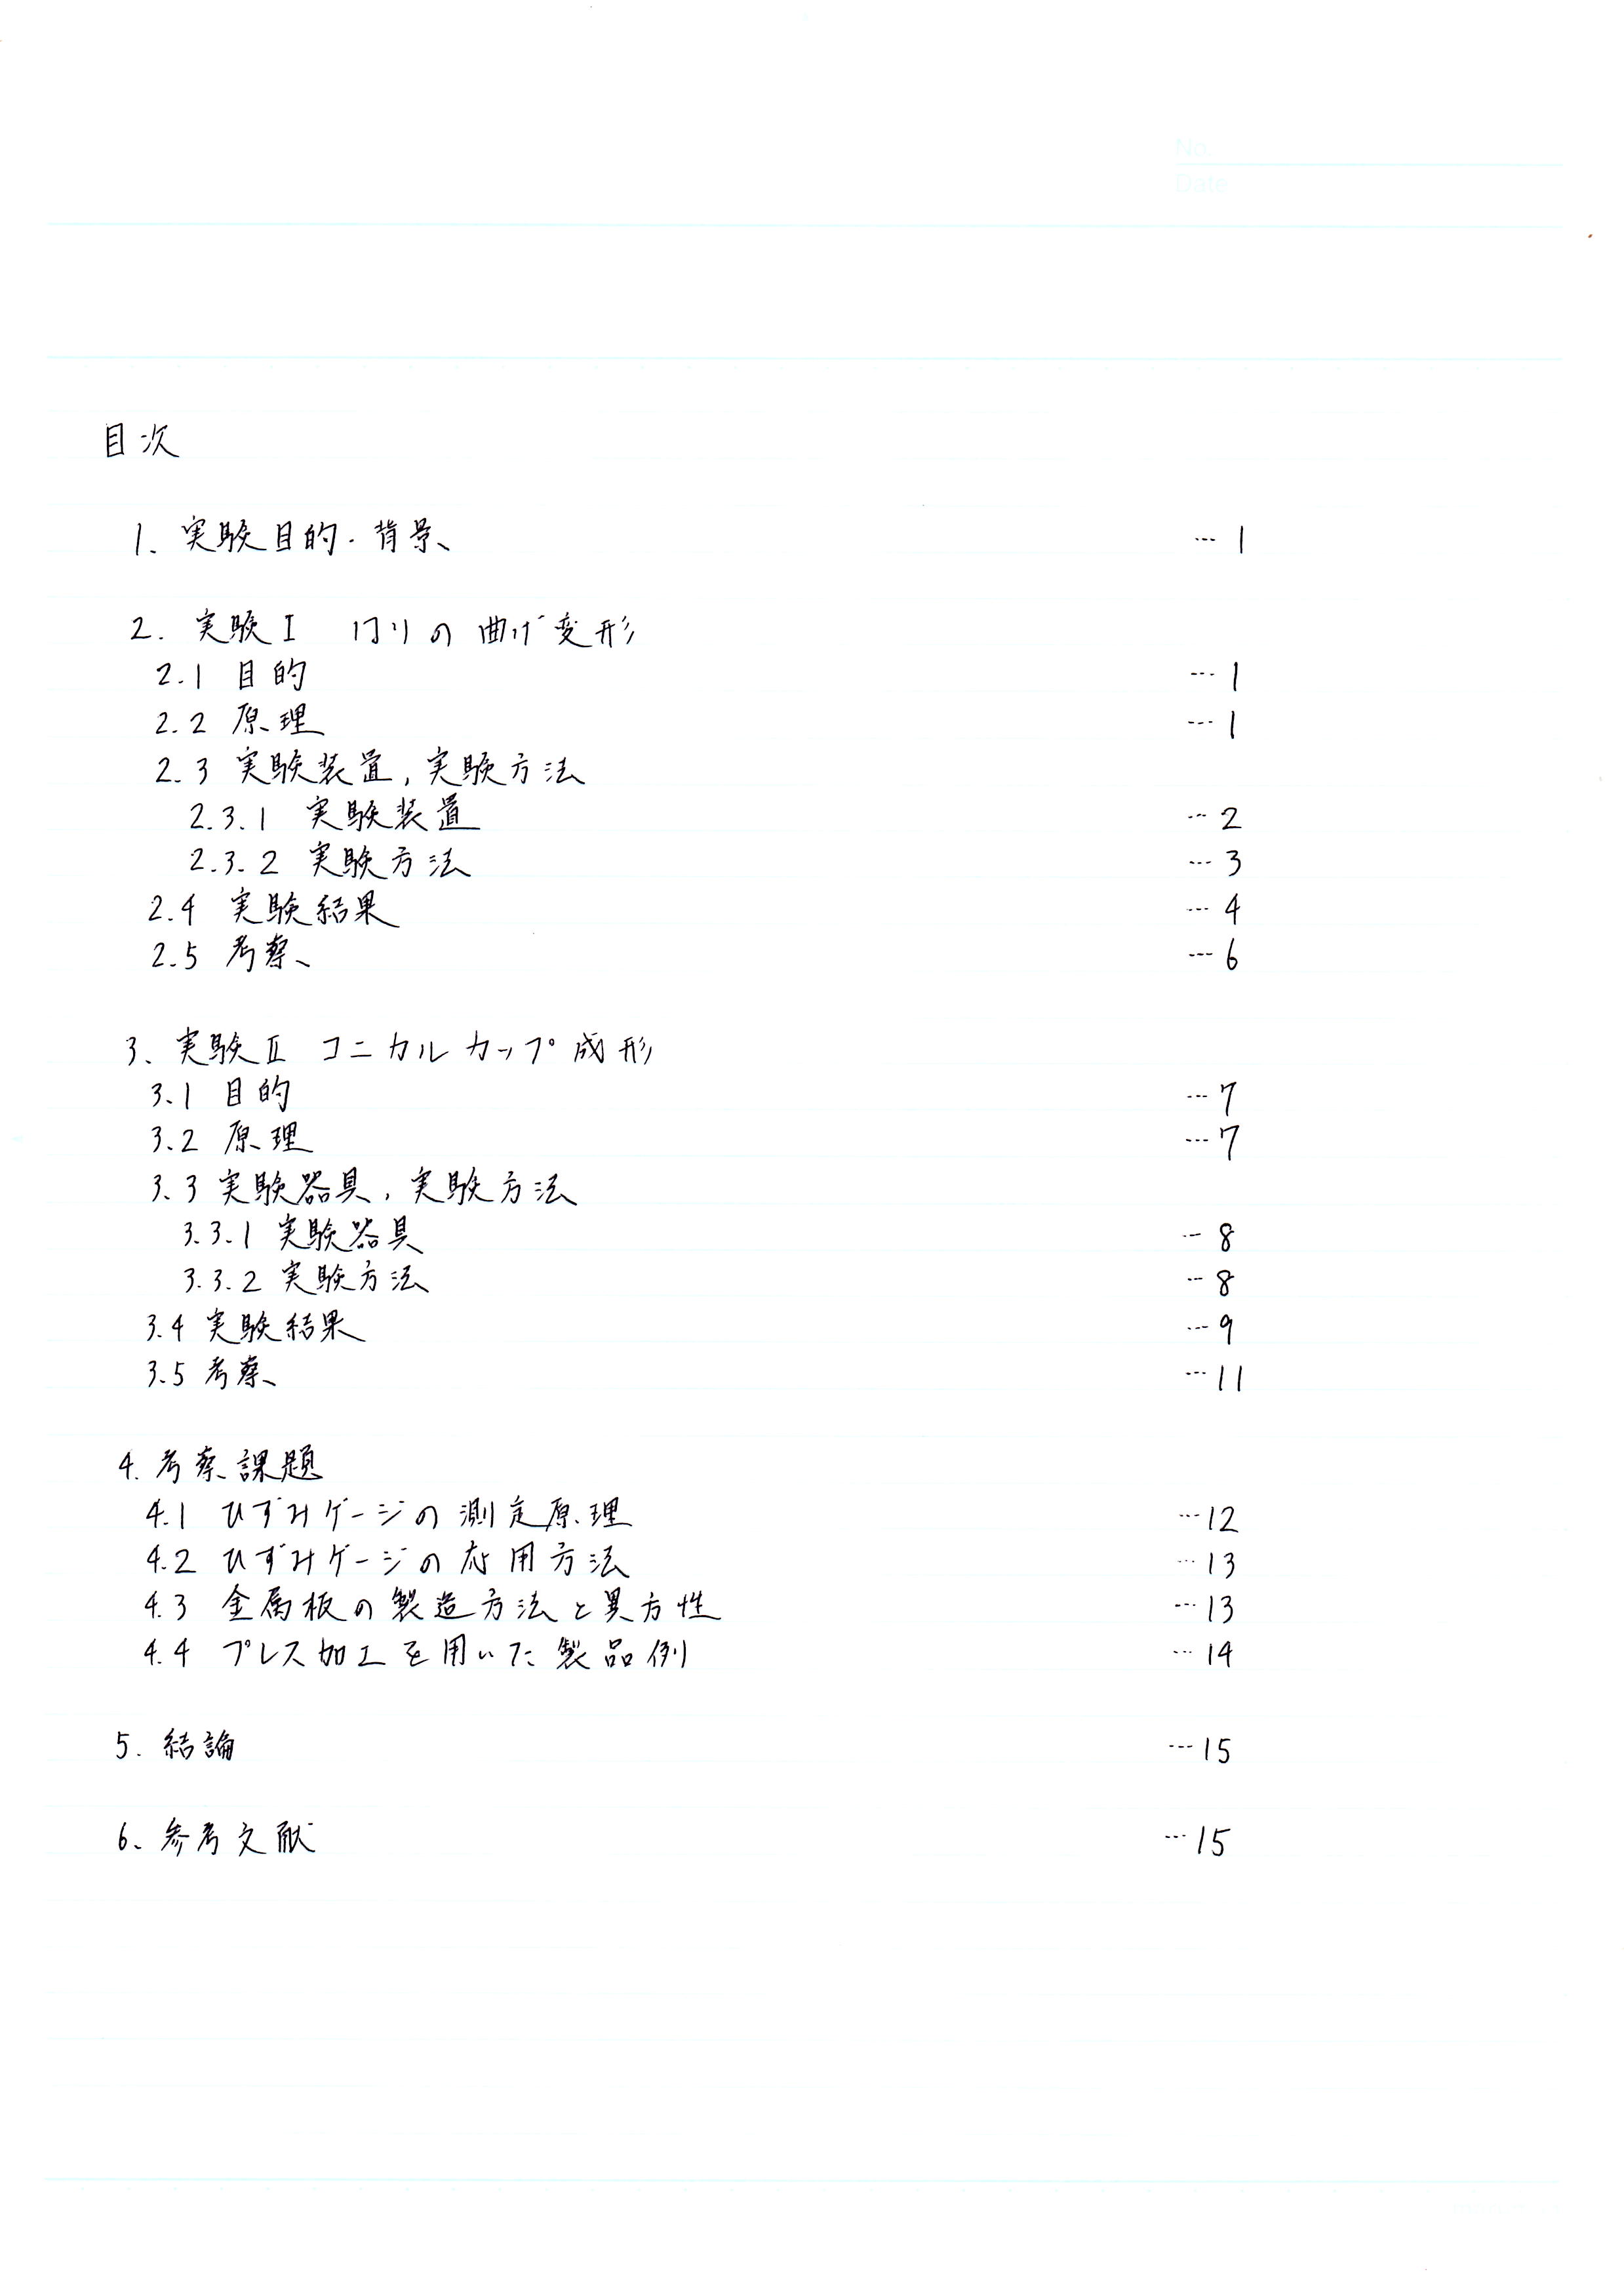 No.
Date
目次
1. 実験目的・背景 … 1
2. 実験Ⅰ はりの曲げ変形
2.1 目的 … 1
2.2 原理 … 1
2.3 実験装置, 実験方法
2.3.1 実験装置 … 2
2.3.2 実験方法 … 3
2.4 実験結果 … 4
2.5 考察 … 6
3. 実験Ⅱ コニカルカップ成形
3.1 目的 … 7
3.2 原理 … 7
3.3 実験器具, 実験方法
3.3.1 実験器具 … 8
3.3.2 実験方法 … 8
3.4 実験結果 … 9
3.5 考察 … 11
4. 考察課題
4.1 ひずみゲージの測定原理 … 12
4.2 ひずみゲージの応用方法 … 13
4.3 金属板の製造方法と異方性 … 13
4.4 プレス加工を用いた製品例 … 14
5. 結論 … 15
6. 参考文献 … 15